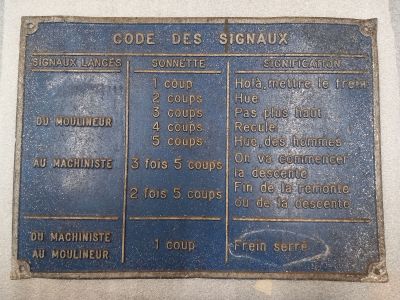 CODE DES SIGNAUX
SIGNAUX LANCÉS SONNETTE SIGNIFICATION
1 coup Holà, mettre le frein
2 coups Hue
3 coups Pas plus haut
DU MOULINEUR 4 coups Recule
5 coups Hue, des hommes
AU MACHINISTE 3 fois 5 coups On va commencer
la descente
2 fois 5 coups Fin de la remonte
ou de la descente
DU MACHINISTE
AU MOULINEUR 1 coup Frein serré